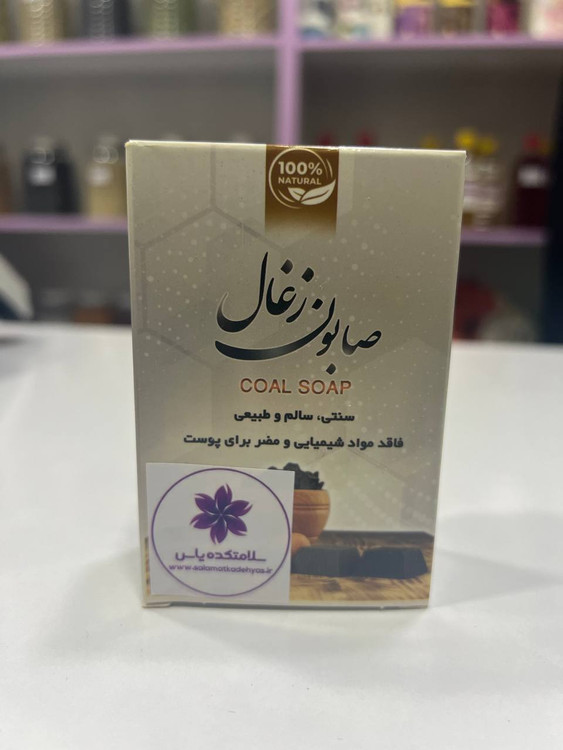 100%
NATURAL
صابون زغال
COAL SOAP
سنتی، سالم و طبیعی
فاقد مواد شیمیایی و مضر برای پوست
سلامتکده یاس
www.salamatkadehyas.ir